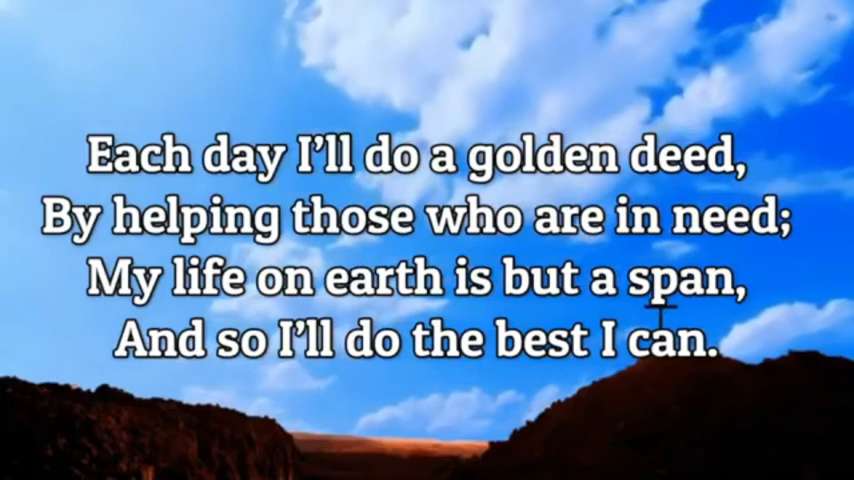 Each day I'll do a golden deed,
By helping those who are in need;
My life on earth is but a span,
And so I'll do the best I can.